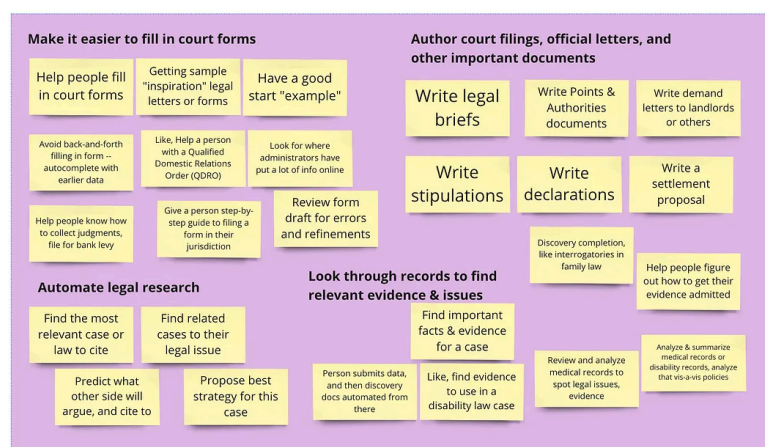 Make it easier to fill in court forms
Help people fill
in court forms
Getting sample
"inspiration" legal
letters or forms
Have a good
start "example"
Avoid back-and-forth
filling in form --
autocomplete with
earlier data
Like, Help a person
with a Qualified
Domestic Relations
Order (QDRO)
Look for where
administrators have
put a lot of info online
Help people know how
to collect judgments,
file for bank levy
Give a person step-by-
step guide to filing a
form in their
jurisdiction
Review form
draft for errors
and refinements
Author court filings, official letters, and
other important documents
Write legal
briefs
Write Points &
Authorities
documents
Write demand
letters to landlords
or others
Write
stipulations
Write
declarations
Write a
settlement
proposal
Discovery completion,
like interrogatories in
family law
Help people figure
out how to get their
evidence admitted
Automate legal research
Find the most
relevant case or
law to cite
Find related
cases to their
legal issue
Predict what
other side will
argue, and cite to
Propose best
strategy for this
case
Look through records to find
relevant evidence & issues
Find important
facts & evidence
for a case
Person submits data,
and then discovery
docs automated from
there
Like, find evidence
to use in a
disability law case
Review and analyze
medical records to
spot legal issues,
evidence
Analyze & summarize
medical records or
disability records, analyze
that vis-a-vis policies